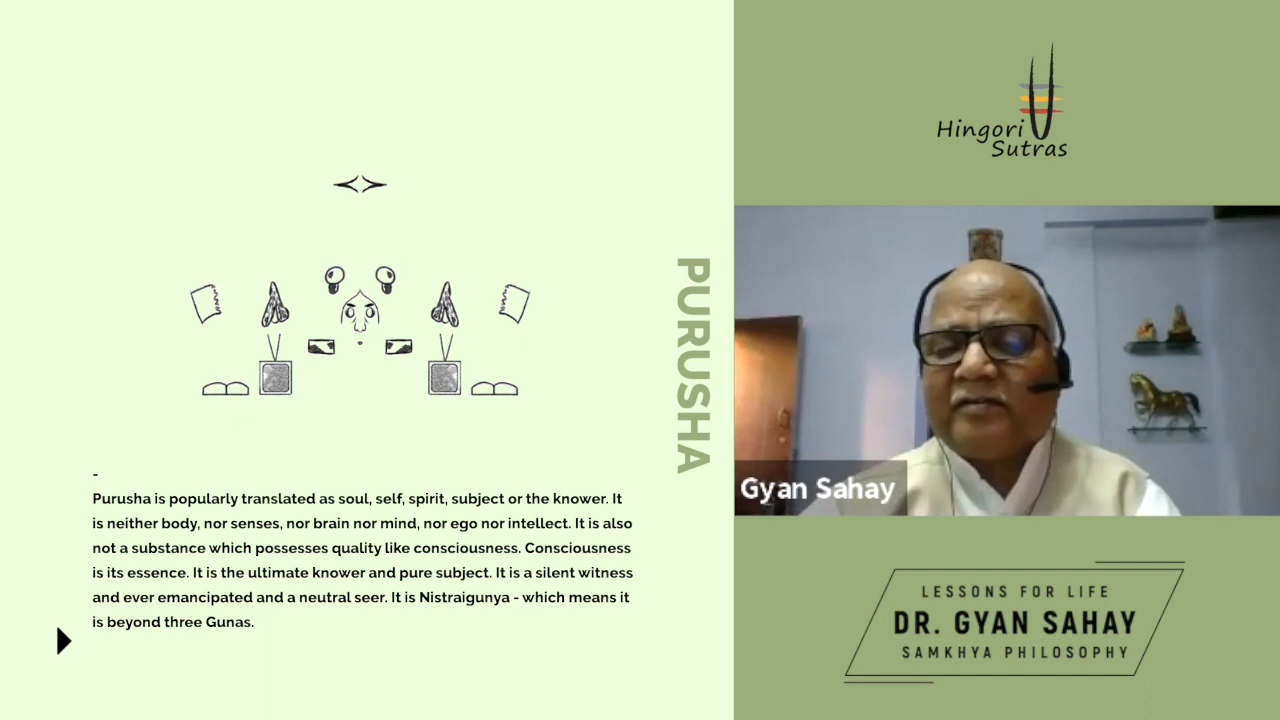 -
Purusha is popularly translated as soul, self, spirit, subject or the knower. It
is neither body, nor senses, nor brain nor mind, nor ego nor intellect. It is also
not a substance which possesses quality like consciousness. Consciousness
is its essence. It is the ultimate knower and pure subject. It is a silent witness
and ever emancipated and a neutral seer. It is Nistraigunya - which means it
is beyond three Gunas.
PURUSHA
Hingori
Sutras
Gyan Sahay
LESSONS FOR LIFE
DR. GYAN SAHAY
SAMKHYA PHILOSOPHY